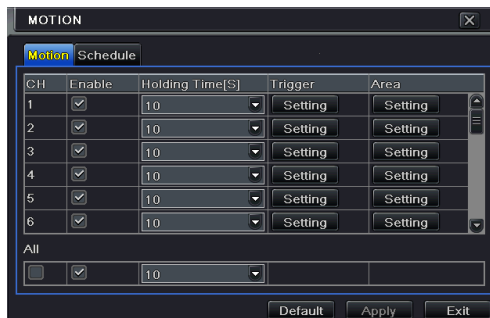 MOTION
Motion Schedule
CH Enable Holding Time[S] Trigger Area
1 10 Setting Setting
2 10 Setting Setting
3 10 Setting Setting
4 10 Setting Setting
5 10 Setting Setting
6 10 Setting Setting
All
10
Default Apply Exit